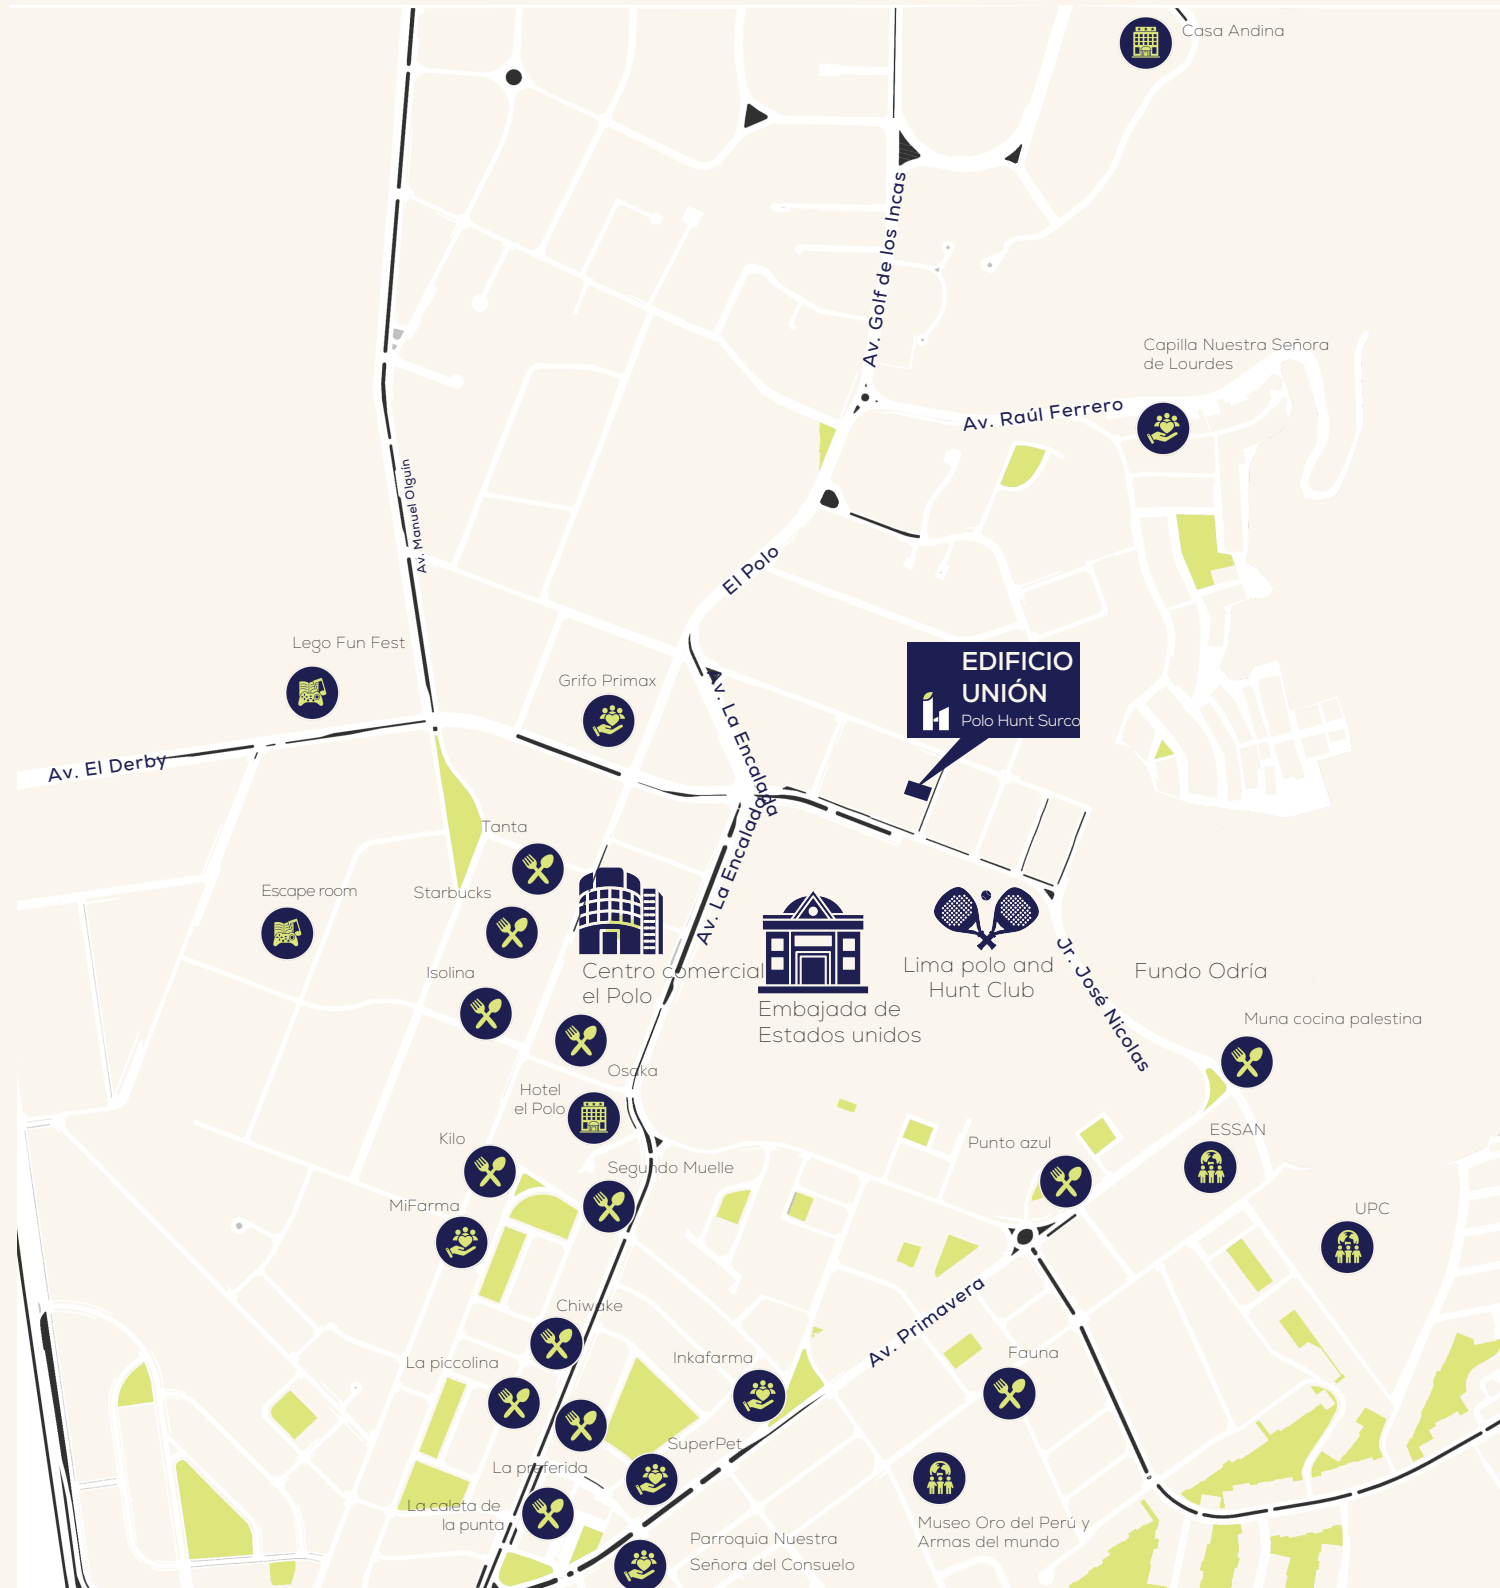 Casa Andina
Av. Golf de los Incas
Capilla Nuestra Señora
de Lourdes
Av. Raúl Ferrero
Av. Manuel Olguín
El Polo
Lego Fun Fest
Grifo Primax
EDIFICIO
UNIÓN
Polo Hunt Surco
Av. La Encalada
Av. El Derby
Av. La Encalada
Tanta
Escape room
Starbucks
Isolina
Centro comercial
el Polo
Embajada de
Estados unidos
Lima polo and
Hunt Club
Jr. José Nicolas
Fundo Odría
Muna cocina palestina
Osaka
Hotel
el Polo
Kilo
Punto azul
ESSAN
Segundo Muelle
MiFarma
UPC
Chiwake
Av. Primavera
La piccolina
Inkafarma
Fauna
SuperPet
La preferida
La caleta de
la punta
Museo Oro del Perú y
Armas del mundo
Parroquia Nuestra
Señora del Consuelo